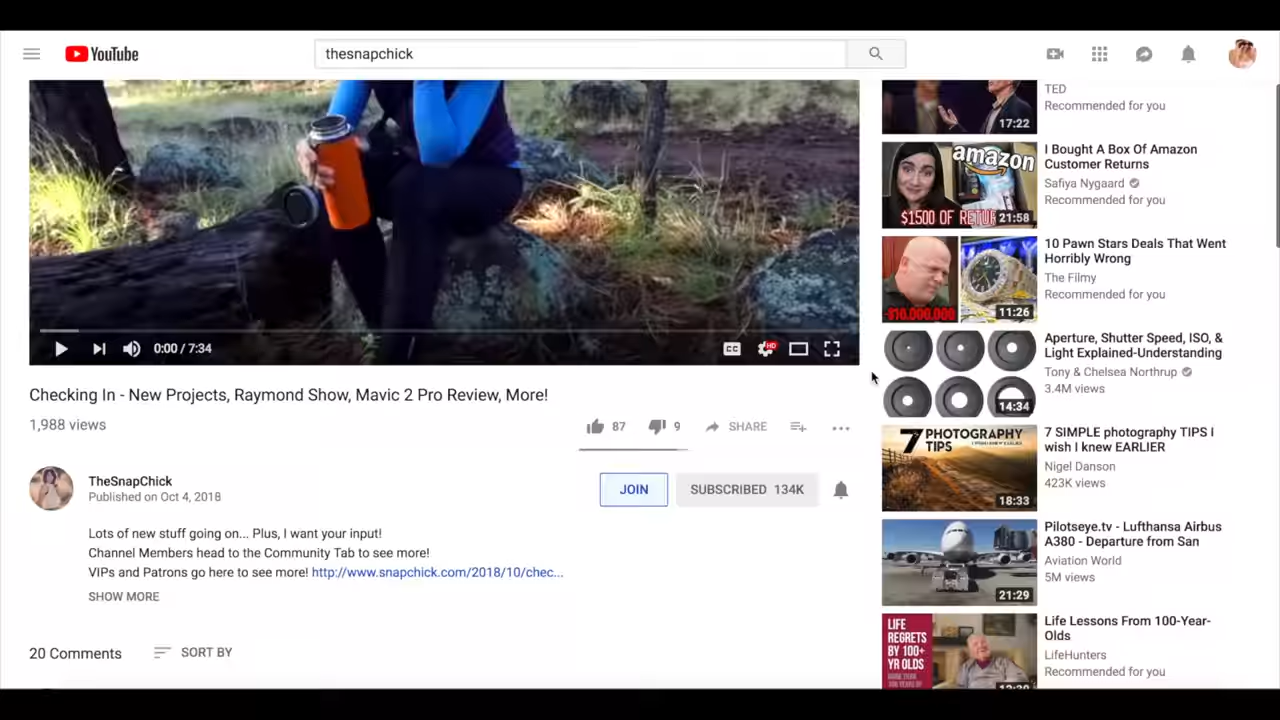 YouTube
thesnapchick
TED
Recommended for you
17:22
I Bought A Box Of Amazon
Customer Returns
Safiya Nygaard
Recommended for you
amazon
$1500 OF RETU
21:58
10 Pawn Stars Deals That Went
Horribly Wrong
The Filmy
Recommended for you
-$10,000,000
11:26
Aperture, Shutter Speed, ISO, &
Light Explained-Understanding
Tony & Chelsea Northrup
3.4M views
14:34
7 SIMPLE photography TIPS I
wish I knew EARLIER
Nigel Danson
423K views
7 PHOTOGRAPHY
TIPS
I WISH I KNEW EARLIER
18:33
Pilotseye.tv - Lufthansa Airbus
A380 - Departure from San
Aviation World
5M views
21:29
Life Lessons From 100-Year-
Olds
LifeHunters
Recommended for you
LIFE
REGRETS
BY 100+
YR OLDS
0:00 / 7:34
CC
HD
Checking In - New Projects, Raymond Show, Mavic 2 Pro Review, More!
1,988 views
87
9
SHARE
TheSnapChick
Published on Oct 4, 2018
JOIN
SUBSCRIBED 134K
Lots of new stuff going on... Plus, I want your input!
Channel Members head to the Community Tab to see more!
VIPs and Patrons go here to see more! http://www.snapchick.com/2018/10/chec...
SHOW MORE
20 Comments
SORT BY